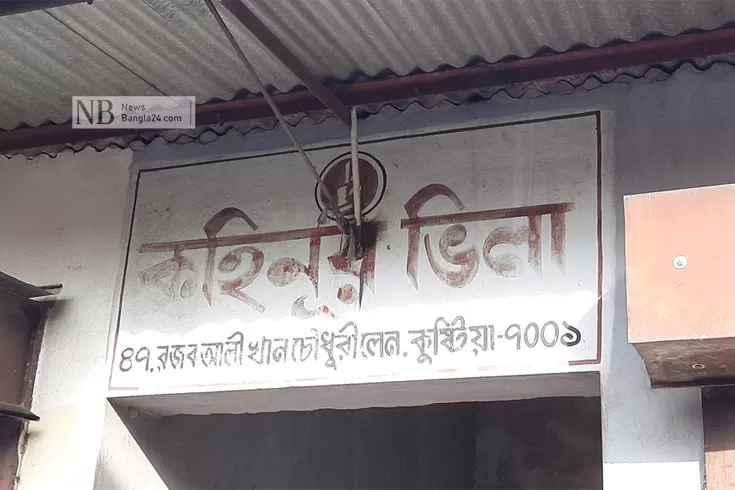 NB News
Bangla24.com
কহিনুর ভিলা
৪৭, রজব আলী খান চৌধুরী লেন, কুষ্টিয়া-৭০০১